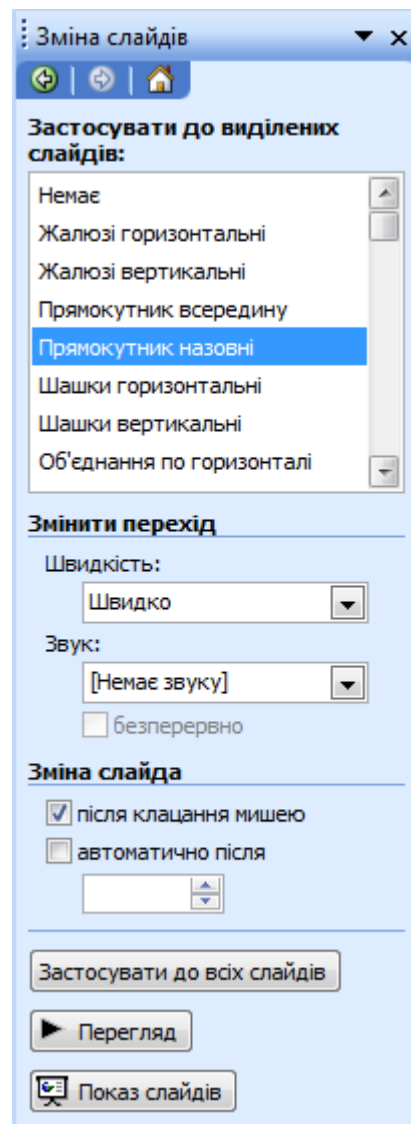 Зміна слайдів
Застосувати до виділених
слайдів:
Немає
Жалюзі горизонтальні
Жалюзі вертикальні
Прямокутник всередину
Прямокутник назовні
Шашки горизонтальні
Шашки вертикальні
Об'єднання по горизонталі
Змінити перехід
Швидкість:
Швидко
Звук:
[Немає звуку]
безперервно
Зміна слайда
після клацання мишею
автоматично після
Застосувати до всіх слайдів
Перегляд
Показ слайдів